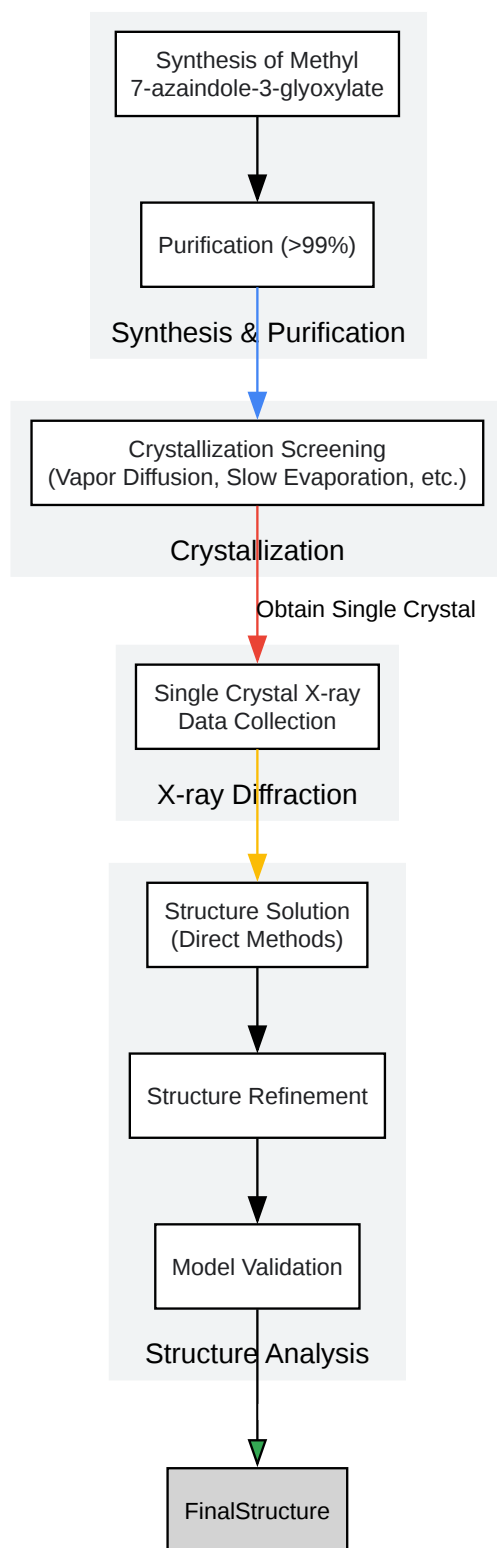 Synthesis of Methyl
7-azaindole-3-glyoxylate
Purification (>99%)
Synthesis & Purification
Crystallization Screening
(Vapor Diffusion, Slow Evaporation, etc.)
Crystallization
Obtain Single Crystal
Single Crystal X-ray
Data Collection
X-ray Diffraction
Structure Solution
(Direct Methods)
Structure Refinement
Model Validation
Structure Analysis
FinalStructure